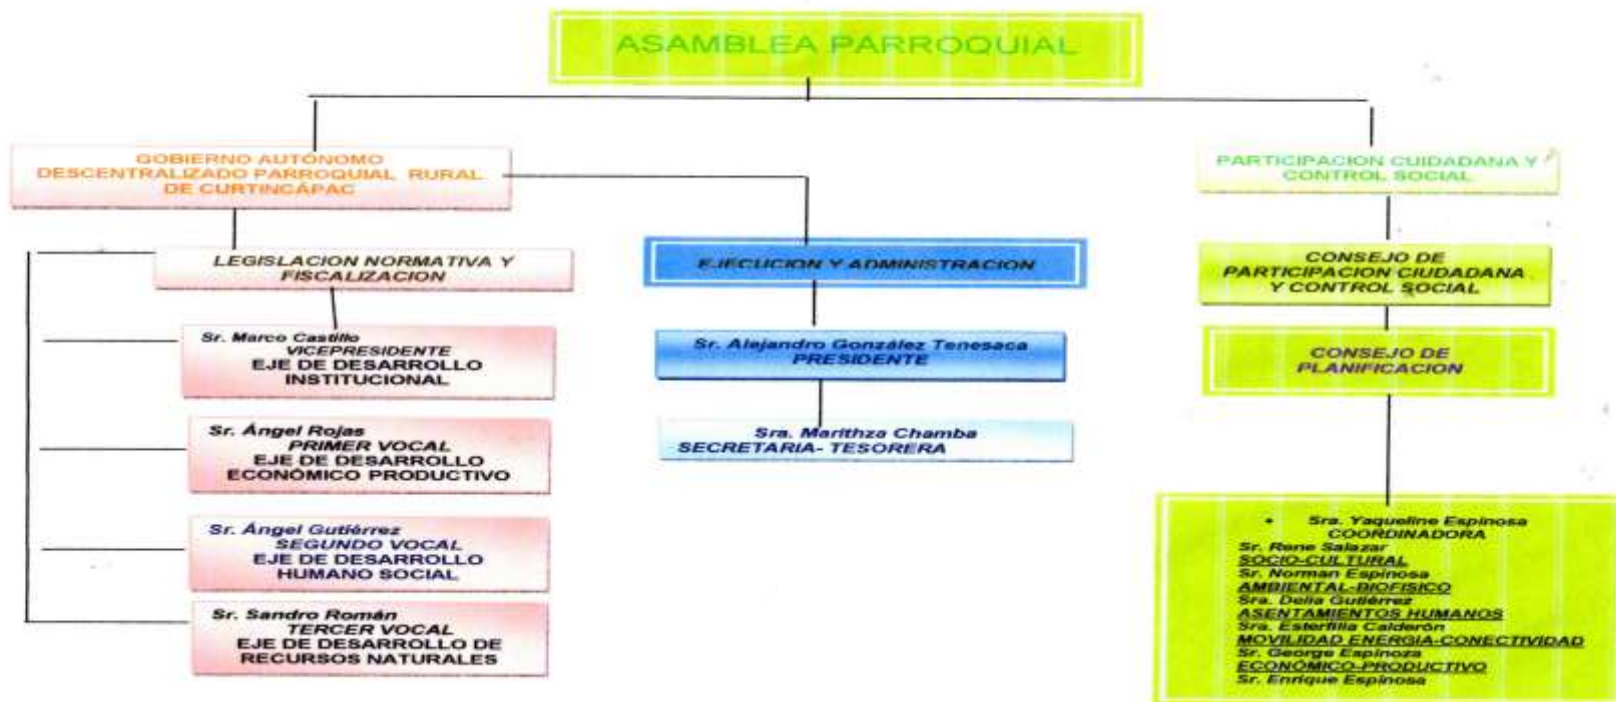 ASAMBLEA PARROQUIAL
GOBIERNO AUTÓNOMO
DESCENTRALIZADO PARROQUIAL RURAL
DE CURTINCÁPAC
LEGISLACION NORMATIVA Y
FISCALIZACION
Sr. Marco Castillo
VICEPRESIDENTE
EJE DE DESARROLLO
INSTITUCIONAL
Sr. Ángel Rojas
PRIMER VOCAL
EJE DE DESARROLLO
ECONÓMICO PRODUCTIVO
Sr. Ángel Gutiérrez
SEGUNDO VOCAL
EJE DE DESARROLLO
HUMANO SOCIAL
Sr. Sandro Román
TERCER VOCAL
EJE DE DESARROLLO DE
RECURSOS NATURALES
EJECUCION Y ADMINISTRACION
Sr. Alejandro González Tenesaca
PRESIDENTE
Sra. Marithza Chamba
SECRETARIA- TESORERA
PARTICIPACION CUIDADANA Y
CONTROL SOCIAL
CONSEJO DE
PARTICIPACION CIUDADANA
Y CONTROL SOCIAL
CONSEJO DE
PLANIFICACION
• Sra. Yaqueline Espinosa
COORDINADORA
Sr. Rene Salazar
SOCIO-CULTURAL
Sr. Norman Espinosa
AMBIENTAL-BIOFISICO
Sra. Delia Gutiérrez
ASENTAMIENTOS HUMANOS
Sra. Esterfilia Calderón
MOVILIDAD ENERGIA-CONECTIVIDAD
Sr. George Espinoza
ECONÓMICO-PRODUCTIVO
Sr. Enrique Espinosa